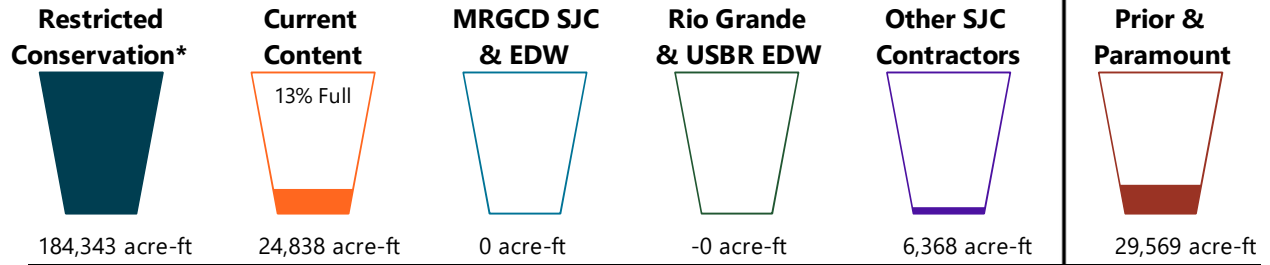 Restricted
Conservation*
Current
Content
MRGCD SJC
& EDW
Rio Grande
& USBR EDW
Other SJC
Contractors
Prior &
Paramount
13% Full
184,343 acre-ft
24,838 acre-ft
0 acre-ft
-0 acre-ft
6,368 acre-ft
29,569 acre-ft